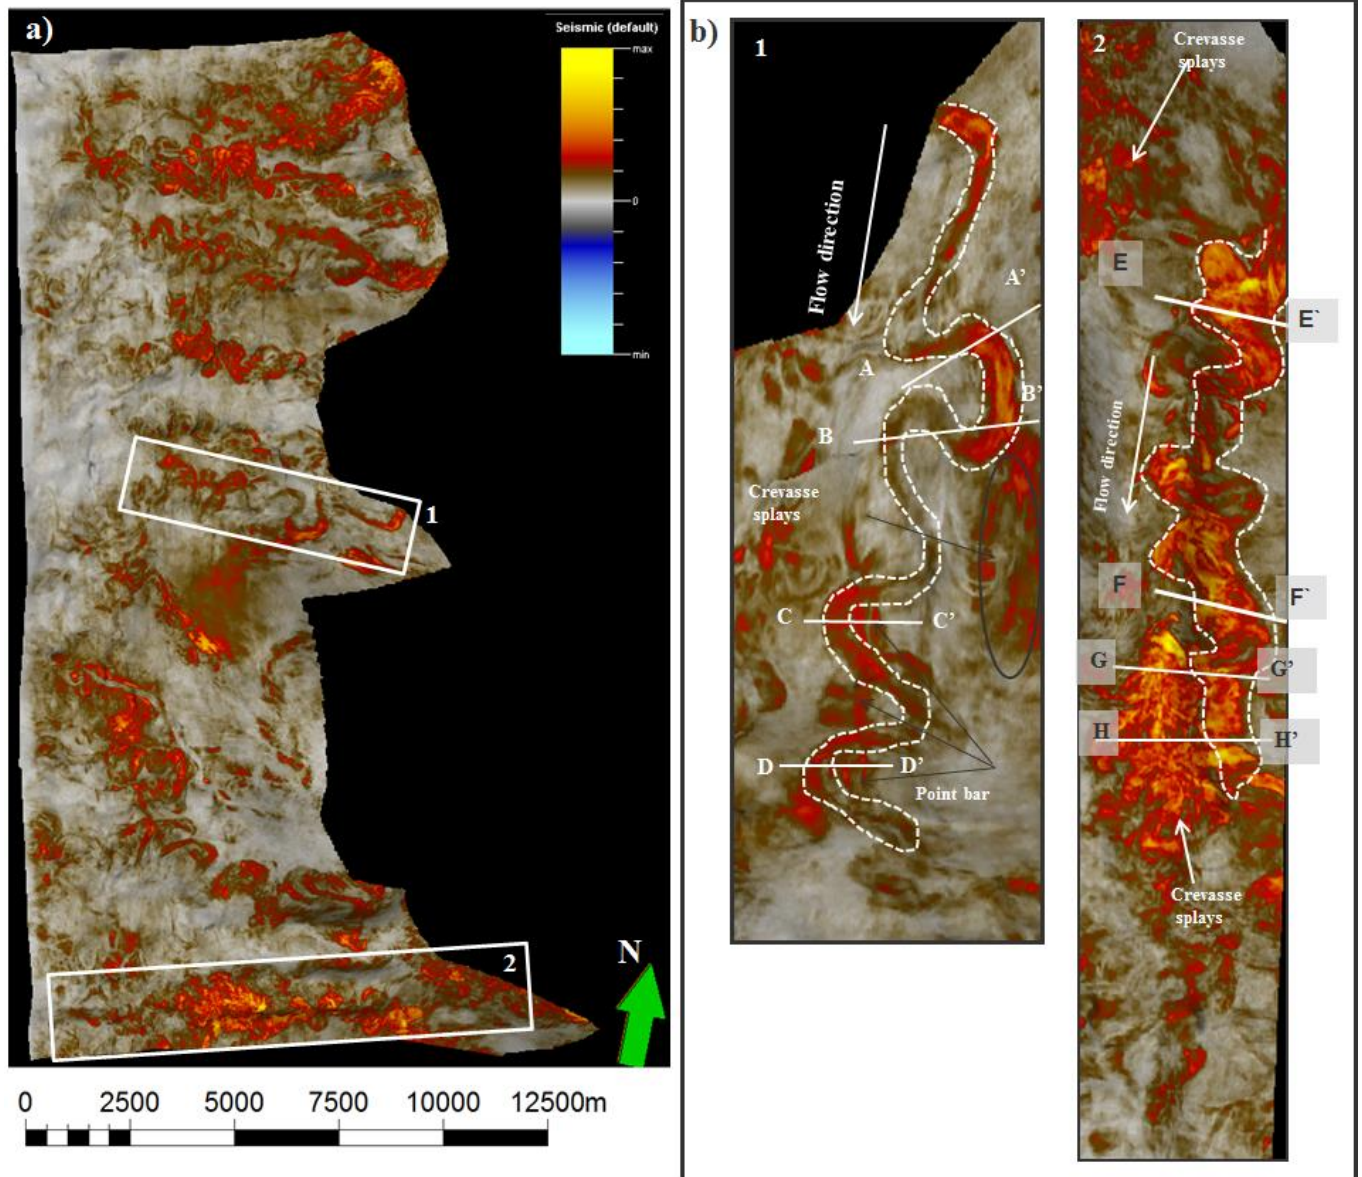 a)
Seismic (default)
max
0
min
1
2
N
0 2500 5000 7500 10000 12500m
b)
1
Flow direction
A'
A
B'
B
Crevasse
splays
C
C'
D
D'
Point bar
2
Crevasse
splays
E
E`
Flow direction
F
F`
G
G'
H
H'
Crevasse
splays